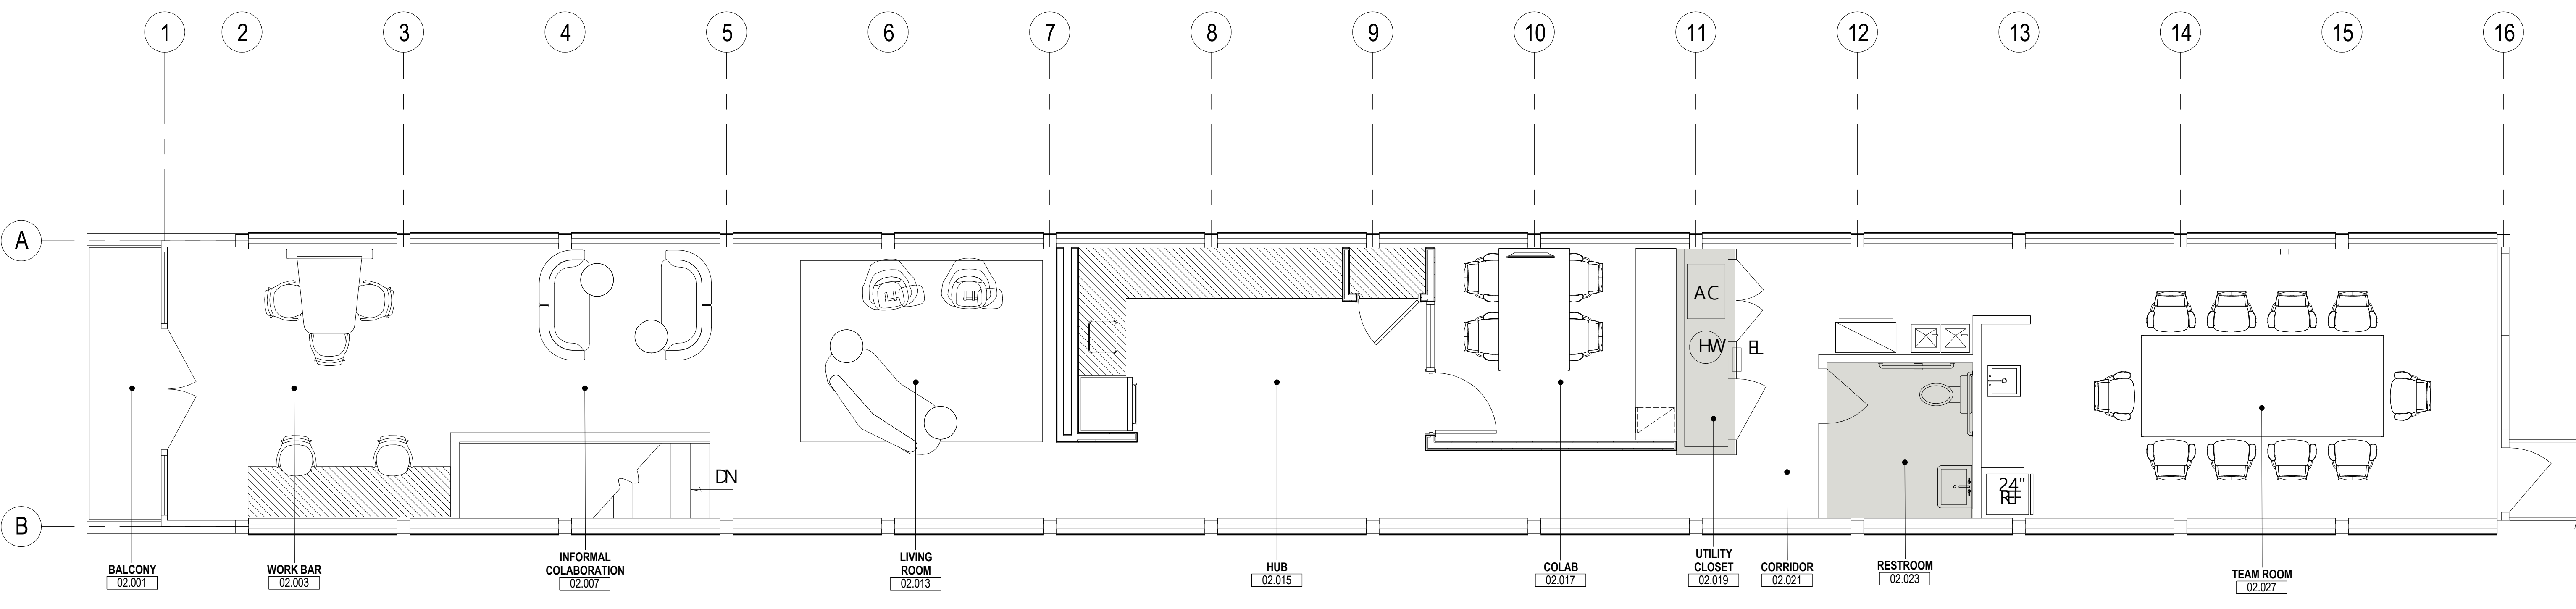 1
2
3
4
5
6
7
8
9
10
11
12
13
14
15
16
A
B
AC
HW
EL
DN
24"
REF
BALCONY
02.001
WORK BAR
02.003
INFORMAL
COLABORATION
02.007
LIVING
ROOM
02.013
HUB
02.015
COLAB
02.017
UTILITY
CLOSET
02.019
CORRIDOR
02.021
RESTROOM
02.023
TEAM ROOM
02.027